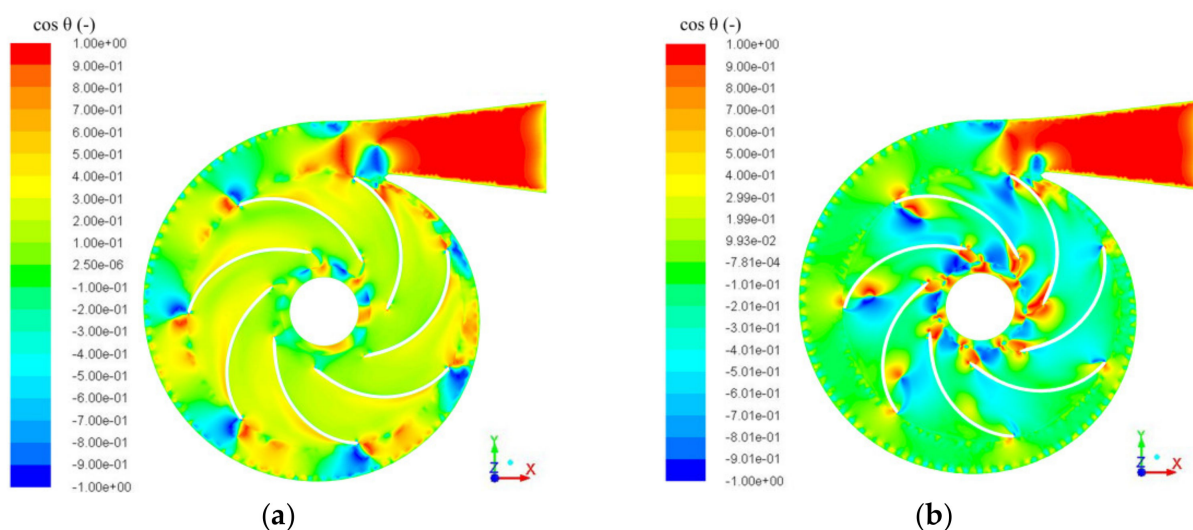 cos θ (-)
1.00e+00
9.00e-01
8.00e-01
7.00e-01
6.00e-01
5.00e-01
4.00e-01
3.00e-01
2.00e-01
1.00e-01
2.50e-06
-1.00e-01
-2.00e-01
-3.00e-01
-4.00e-01
-5.00e-01
-6.00e-01
-7.00e-01
-8.00e-01
-9.00e-01
-1.00e+00
Y
Z
X
(a)
cos θ (-)
1.00e+00
9.00e-01
8.00e-01
7.00e-01
6.00e-01
5.00e-01
4.00e-01
2.99e-01
1.99e-01
9.93e-02
-7.81e-04
-1.01e-01
-2.01e-01
-3.01e-01
-4.01e-01
-5.01e-01
-6.01e-01
-7.01e-01
-8.01e-01
-9.01e-01
-1.00e+00
Y
Z
X
(b)